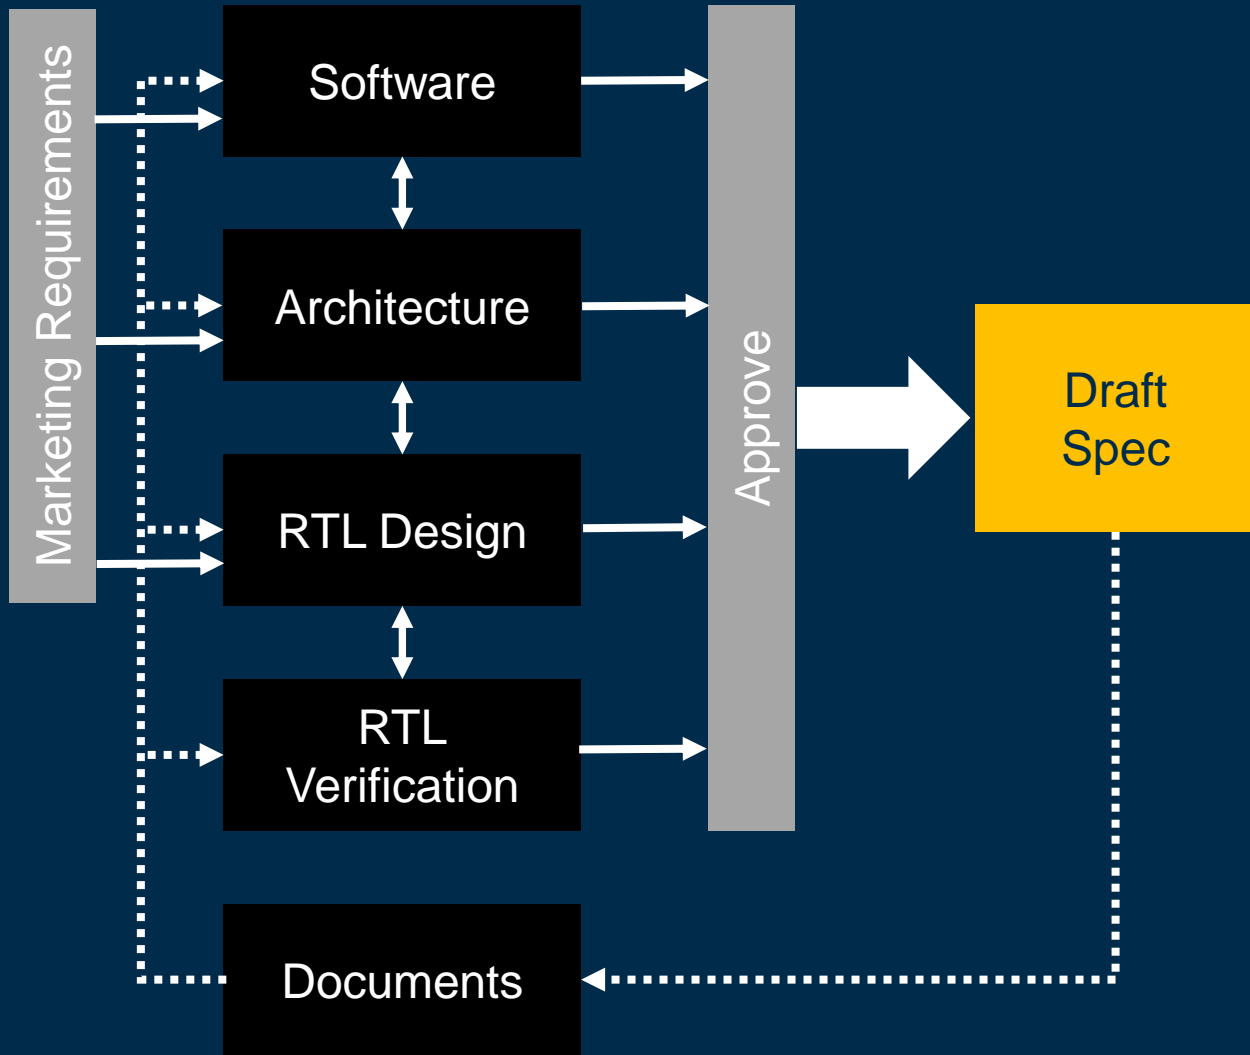 Marketing Requirements
Software
Architecture
RTL Design
RTL
Verification
Documents
Approve
Draft
Spec